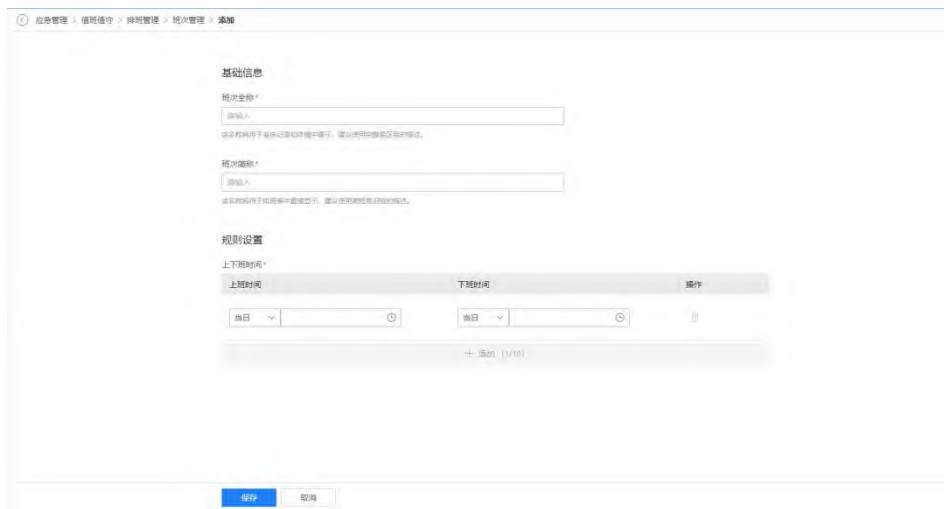 应急管理 > 值班值守 > 排班管理 > 班次管理 > 添加
基础信息
班次全称*
请输入
班次简称*
请输入
规则设置
上下班时间*
上班时间 下班时间 操作
当日 当日
+ 添加 (1/10)
保存 取消